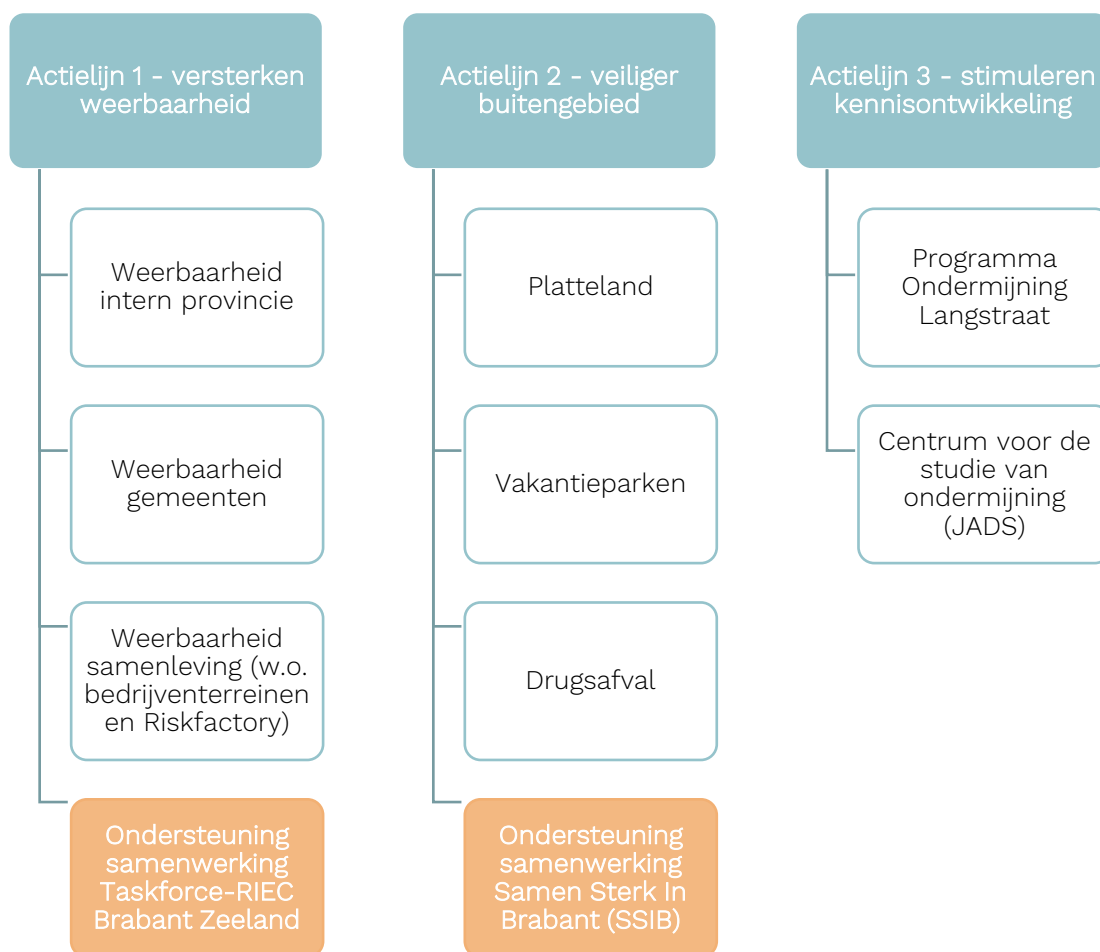 Actielijn 1 - versterken
weerbaarheid
Weerbaarheid
intern provincie
Weerbaarheid
gemeenten
Weerbaarheid
samenleving (w.o.
bedrijventerreinen
en Riskfactory)
Ondersteuning
samenwerking
Taskforce-RIEC
Brabant Zeeland
Actielijn 2 - veiliger
buitengebied
Platteland
Vakantieparken
Drugsafval
Ondersteuning
samenwerking
Samen Sterk In
Brabant (SSIB)
Actielijn 3 - stimuleren
kennisontwikkeling
Programma
Ondermijning
Langstraat
Centrum voor de
studie van
ondermijning
(JADS)